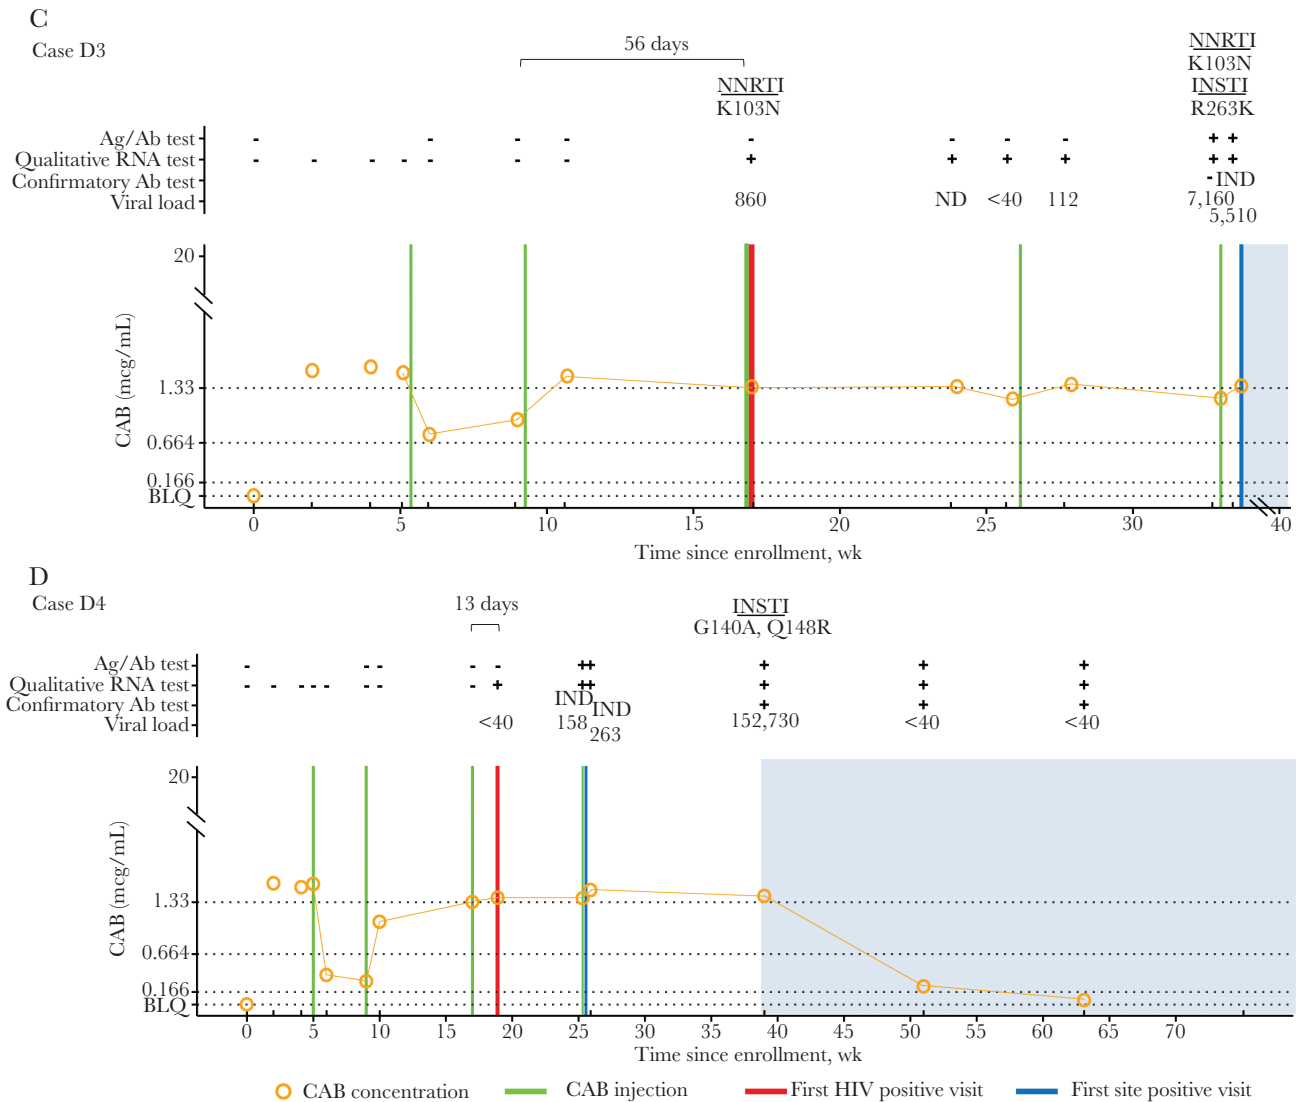 C
Case D3
56 days
NNRTI
K103N
NNRTI
K103N
INSTI
R263K
Ag/Ab test - - - - - - - - + +
Qualitative RNA test - - - - - - - + + + + + +
Confirmatory Ab test - IND
Viral load 860 ND <40 112 7,160
5,510
20
CAB (mcg/mL)
1.33
0.664
0.166
BLQ
0 5 10 15 20 25 30 40
Time since enrollment, wk
D
Case D4
13 days
INSTI
G140A, Q148R
Ag/Ab test - - - - - + + + + +
Qualitative RNA test - - - - - - - - + + + + + +
Confirmatory Ab test IND IND + + +
Viral load <40 158 263 152,730 <40 <40
20
CAB (mcg/mL)
1.33
0.664
0.166
BLQ
0 5 10 15 20 25 30 35 40 45 50 55 60 65 70
Time since enrollment, wk
CAB concentration CAB injection First HIV positive visit First site positive visit